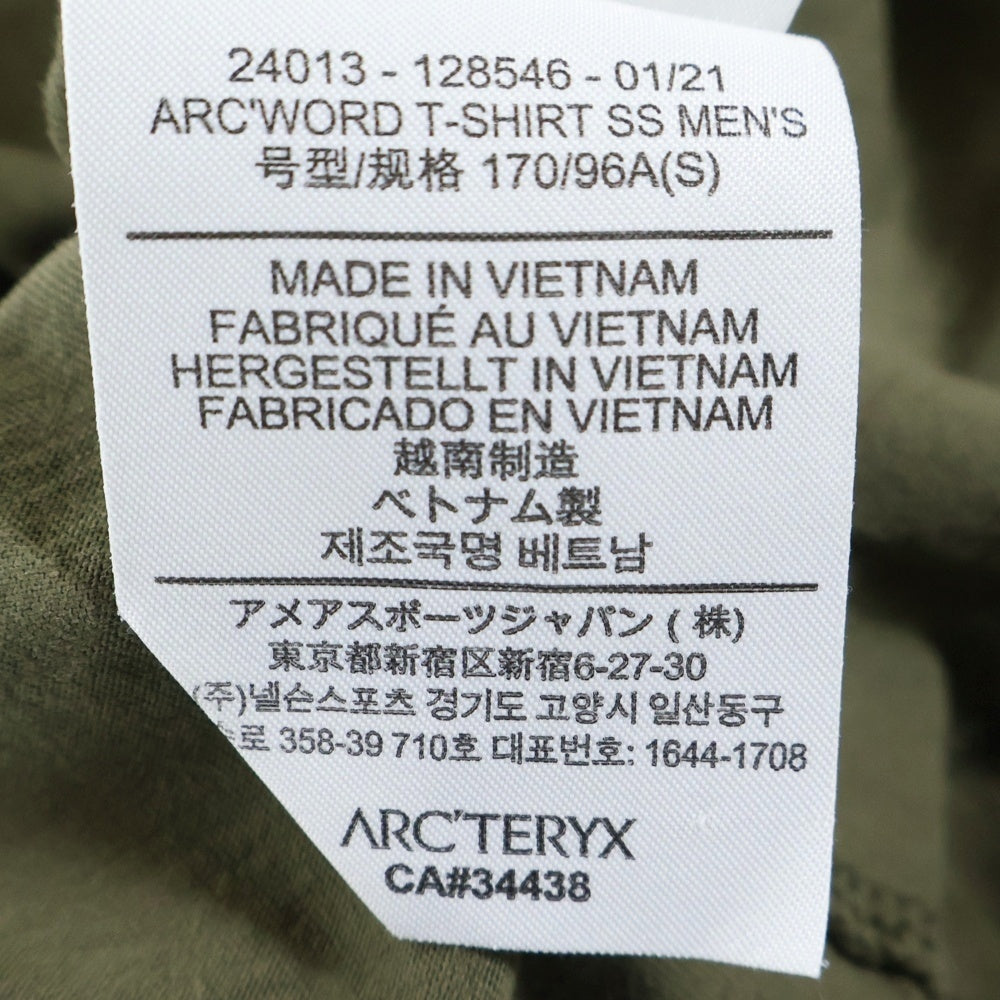 24013 - 128546 - 01/21
ARC'WORD T-SHIRT SS MEN'S
号型/规格 170/96A(S)
MADE IN VIETNAM
FABRIQUÉ AU VIETNAM
HERGESTELLT IN VIETNAM
FABRICADO EN VIETNAM
越南制造
ベトナム製
제조국명 베트남
アメアスポーツジャパン ( 株)
東京都新宿区新宿6-27-30
(주)넬슨스포츠 경기도 고양시 일산동구
358-39 710호 대표번호: 1644-1708
ARC'TERYX
CA#34438